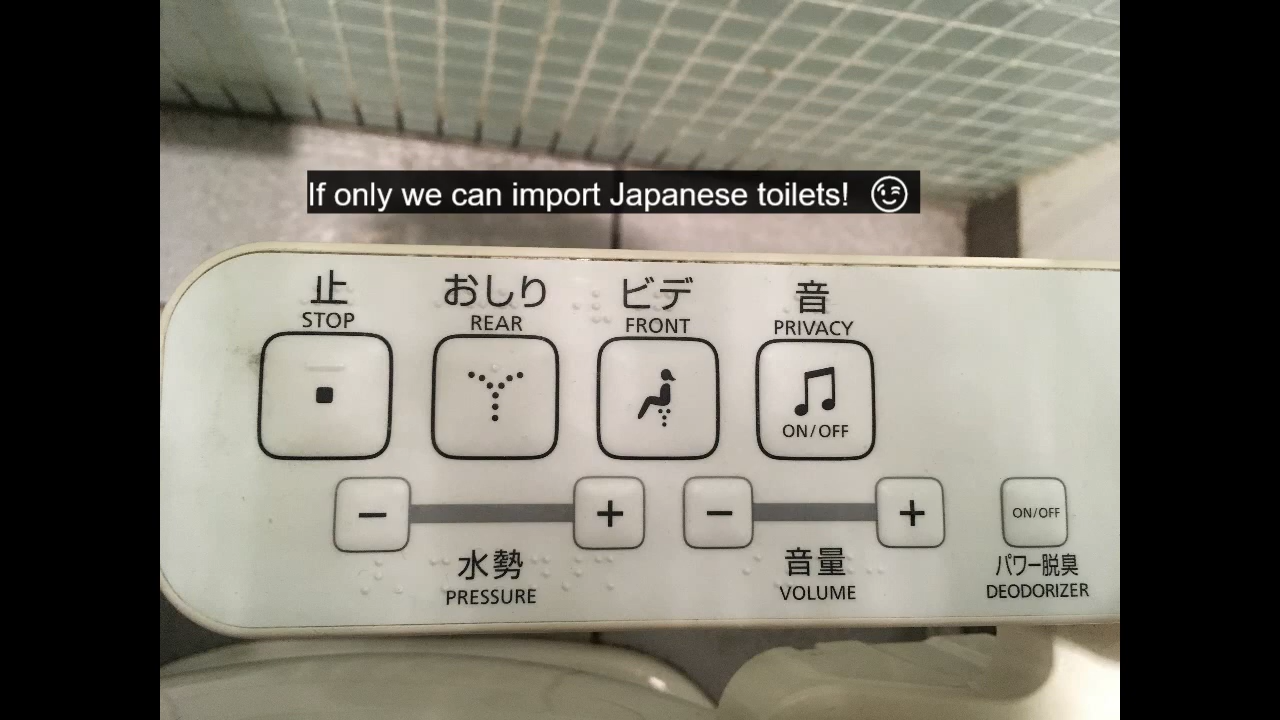 If only we can import Japanese toilets! 😉
止 おしり ビデ 音
STOP REAR FRONT PRIVACY
ON/OFF
− + − + ON/OFF
水勢 音量 パワー脱臭
PRESSURE VOLUME DEODORIZER